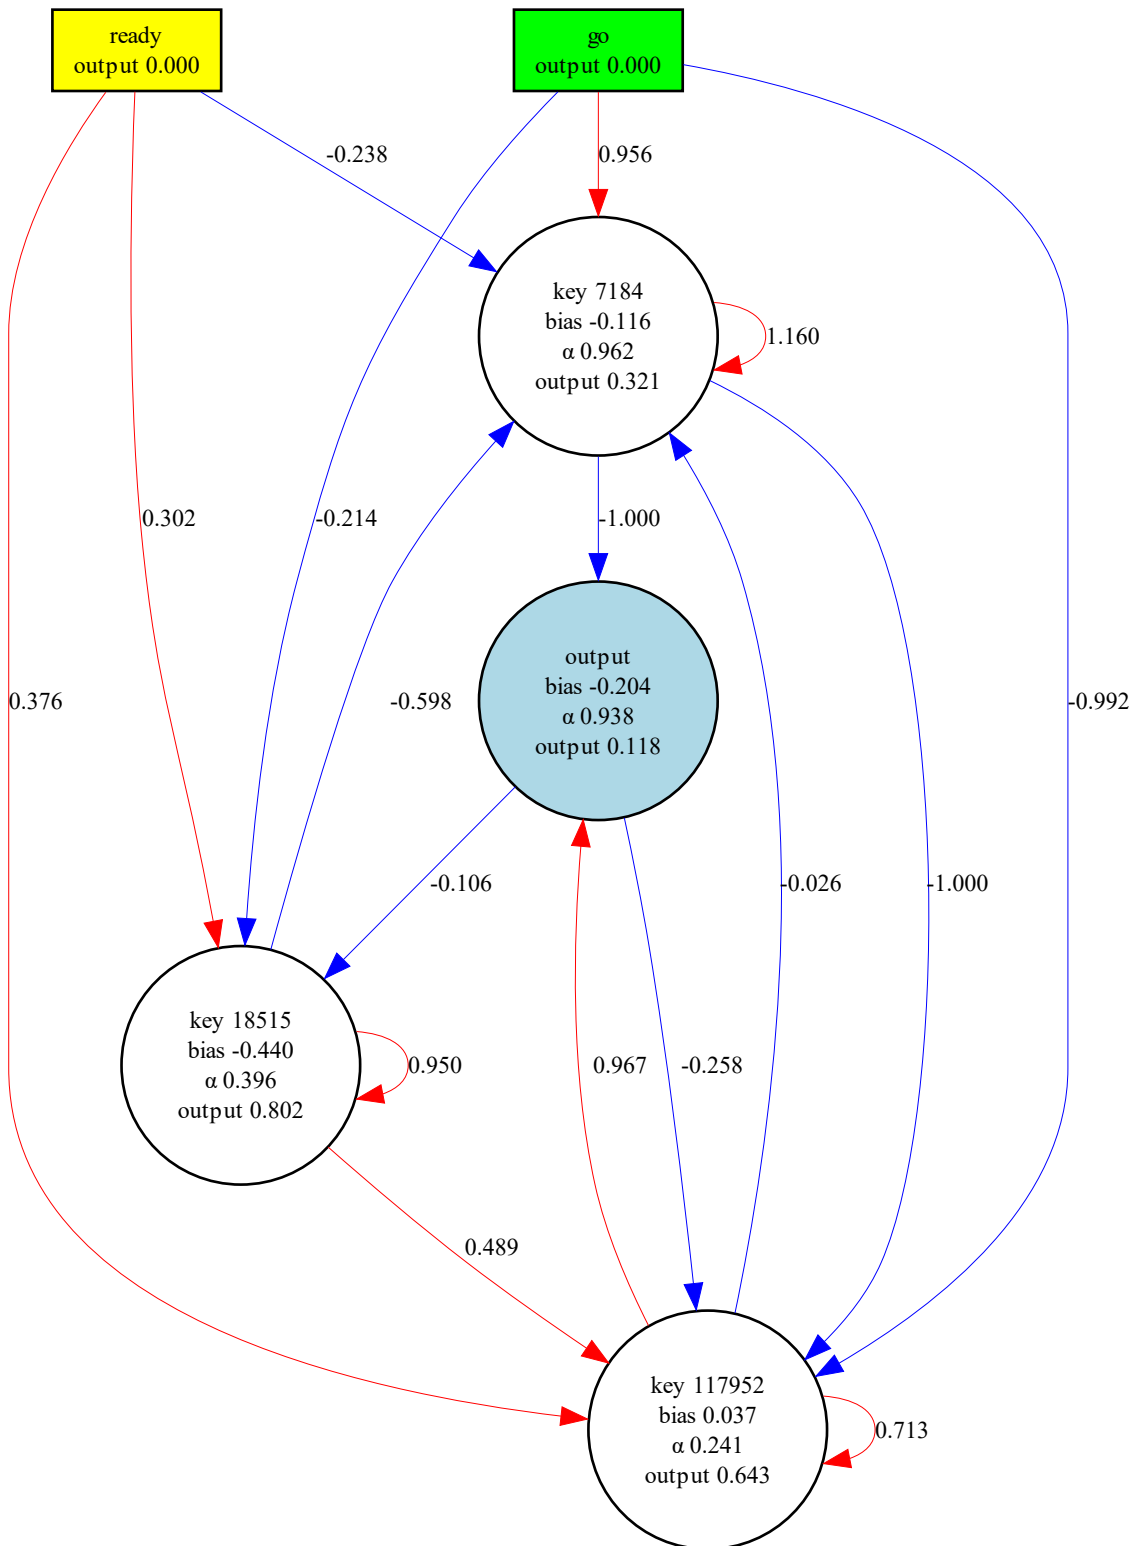 ready
output 0.000
go
output 0.000
-0.238
0.956
key 7184
bias -0.116
α 0.962
output 0.321
1.160
0.302
-0.214
-1.000
output
bias -0.204
α 0.938
output 0.118
0.376
-0.598
-0.992
-0.106
-0.026
-1.000
key 18515
bias -0.440
α 0.396
output 0.802
0.950
0.967
-0.258
0.489
key 117952
bias 0.037
α 0.241
output 0.643
0.713